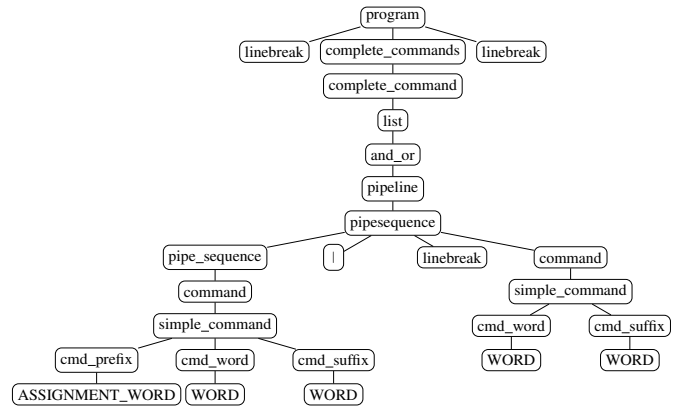 program
linebreak complete_commands linebreak
complete_command
list
and_or
pipeline
pipesequence
pipe_sequence | linebreak command
command simple_command
simple_command cmd_word cmd_suffix
cmd_prefix cmd_word cmd_suffix WORD WORD
ASSIGNMENT_WORD WORD WORD